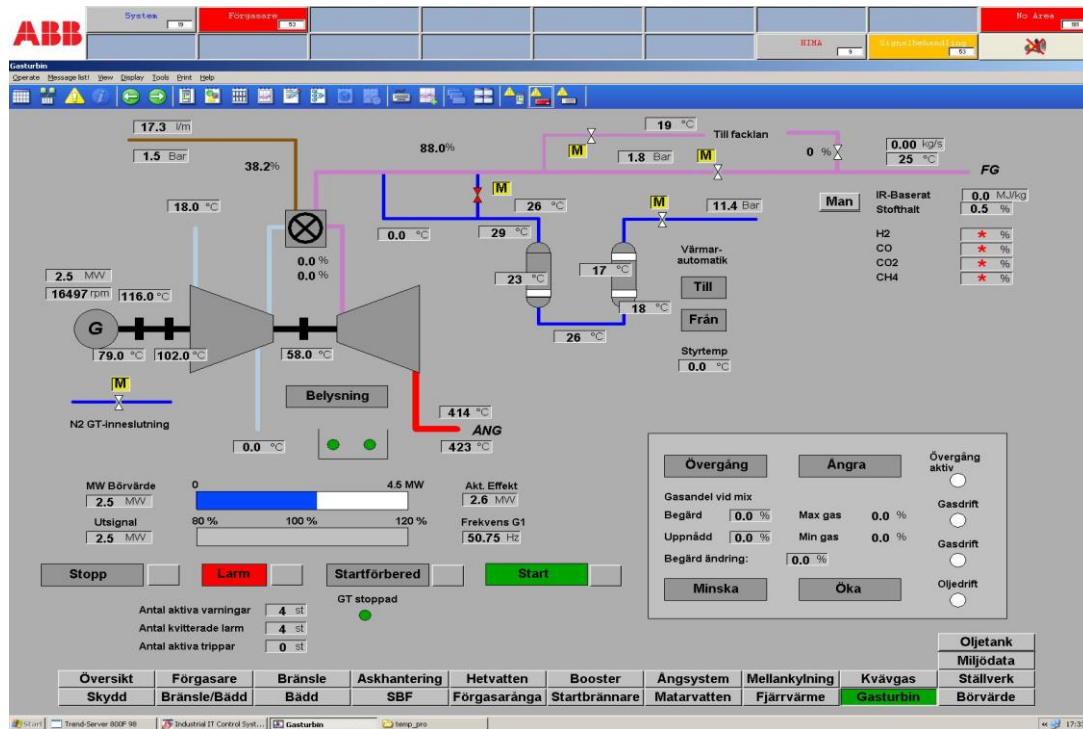 ABB
System 19
Förgasare 53
No Area 181
HIMA 9
Signalbehandling 53
Gasturbin
Operate Message list! View Display Tools Print Help
17.3 l/m
1.5 Bar
38.2%
88.0%
19 °C
Till facklan
M
1.8 Bar
M
0 %
0.00 kg/s
25 °C
FG
18.0 °C
0.0 °C
M
26 °C
29 °C
M
11.4 Bar
Man
IR-Baserat 0.0 MJ/kg
Stofthalt 0.5 %
H2 * %
CO * %
CO2 * %
CH4 * %
0.0 %
0.0 %
23 °C
17 °C
18 °C
26 °C
Värmar-
automatik
Till
Från
Styrtemp
0.0 °C
2.5 MW
16497 rpm
116.0 °C
G
79.0 °C
102.0 °C
58.0 °C
M
N2 GT-inneslutning
0.0 °C
Belysning
414 °C
ÅNG
423 °C
MW Börvärde
2.5 MW
0 4.5 MW
Akt. Effekt
2.6 MW
Utsignal
2.5 MW
80 % 100 % 120 %
Frekvens G1
50.75 Hz
Stopp
Larm
Startförbered
Start
GT stoppad
Antal aktiva varningar 4 st
Antal kvitterade larm 4 st
Antal aktiva trippar 0 st
Övergång
Ångra
Övergång
aktiv
Gasandel vid mix
Begärd 0.0 % Max gas 0.0 %
Uppnådd 0.0 % Min gas 0.0 %
Begärd ändring: 0.0 %
Gasdrift
Gasdrift
Oljedrift
Minska
Öka
Oljetank
Miljödata
Översikt Förgasare Bränsle Askhantering Hetvatten Booster Ångsystem Mellankylning Kvävgas Ställverk
Skydd Bränsle/Bädd Bädd SBF Förgasarånga Startbrännare Matarvatten Fjärrvärme Gasturbin Börvärde
Start Trend-Server 800F 98 Industrial IT Control Syst... Gasturbin temp_pro